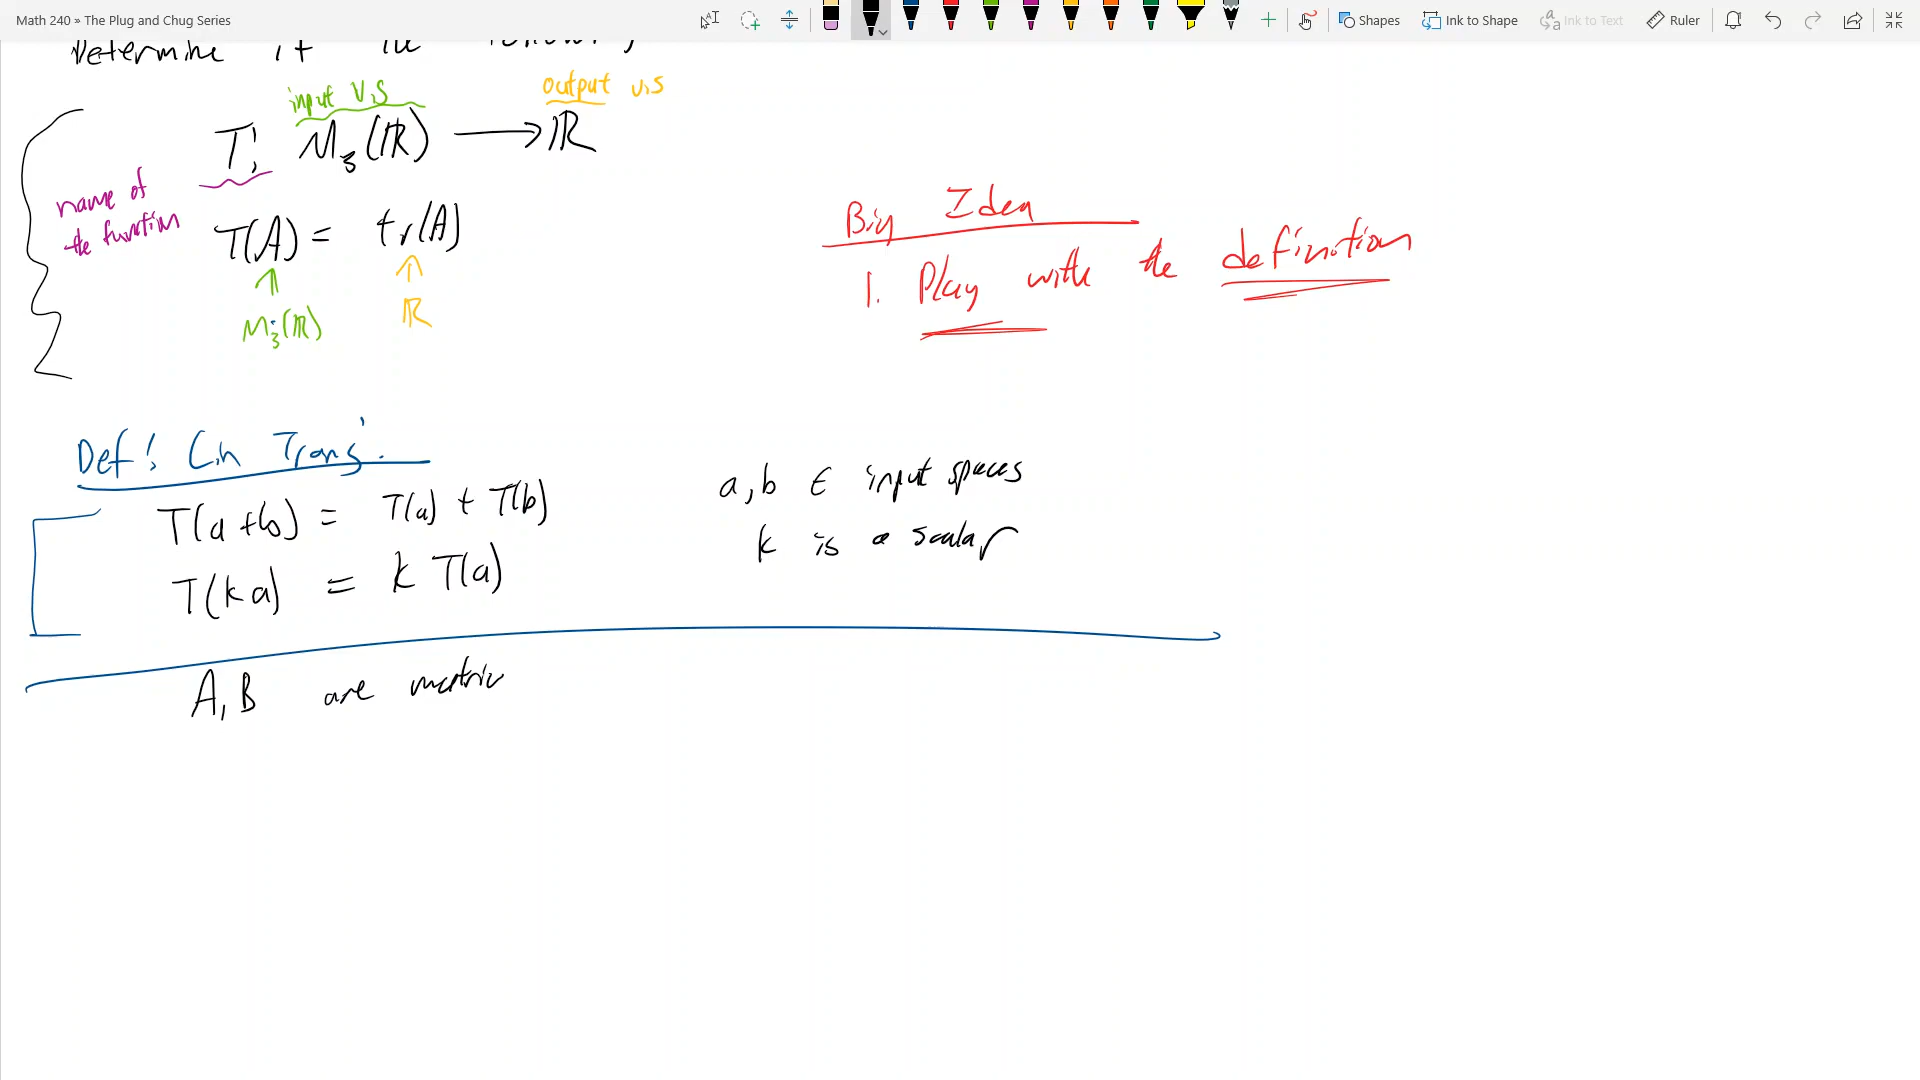 Math 240 » The Plug and Chug Series
Shapes
Ink to Shape
Ink to Text
Ruler
Determine if the following
input V.S
output V.S
T: M₃(ℝ) ⟶ ℝ
name of
the function
T(A) = tr(A)
M₃(ℝ)
ℝ
Big Idea
1. Play with the definition
Def: Lin Trans.
T(a+b) = T(a) + T(b)
T(ka) = k T(a)
a, b ∈ input spaces
k is a scalar
A, B are matric